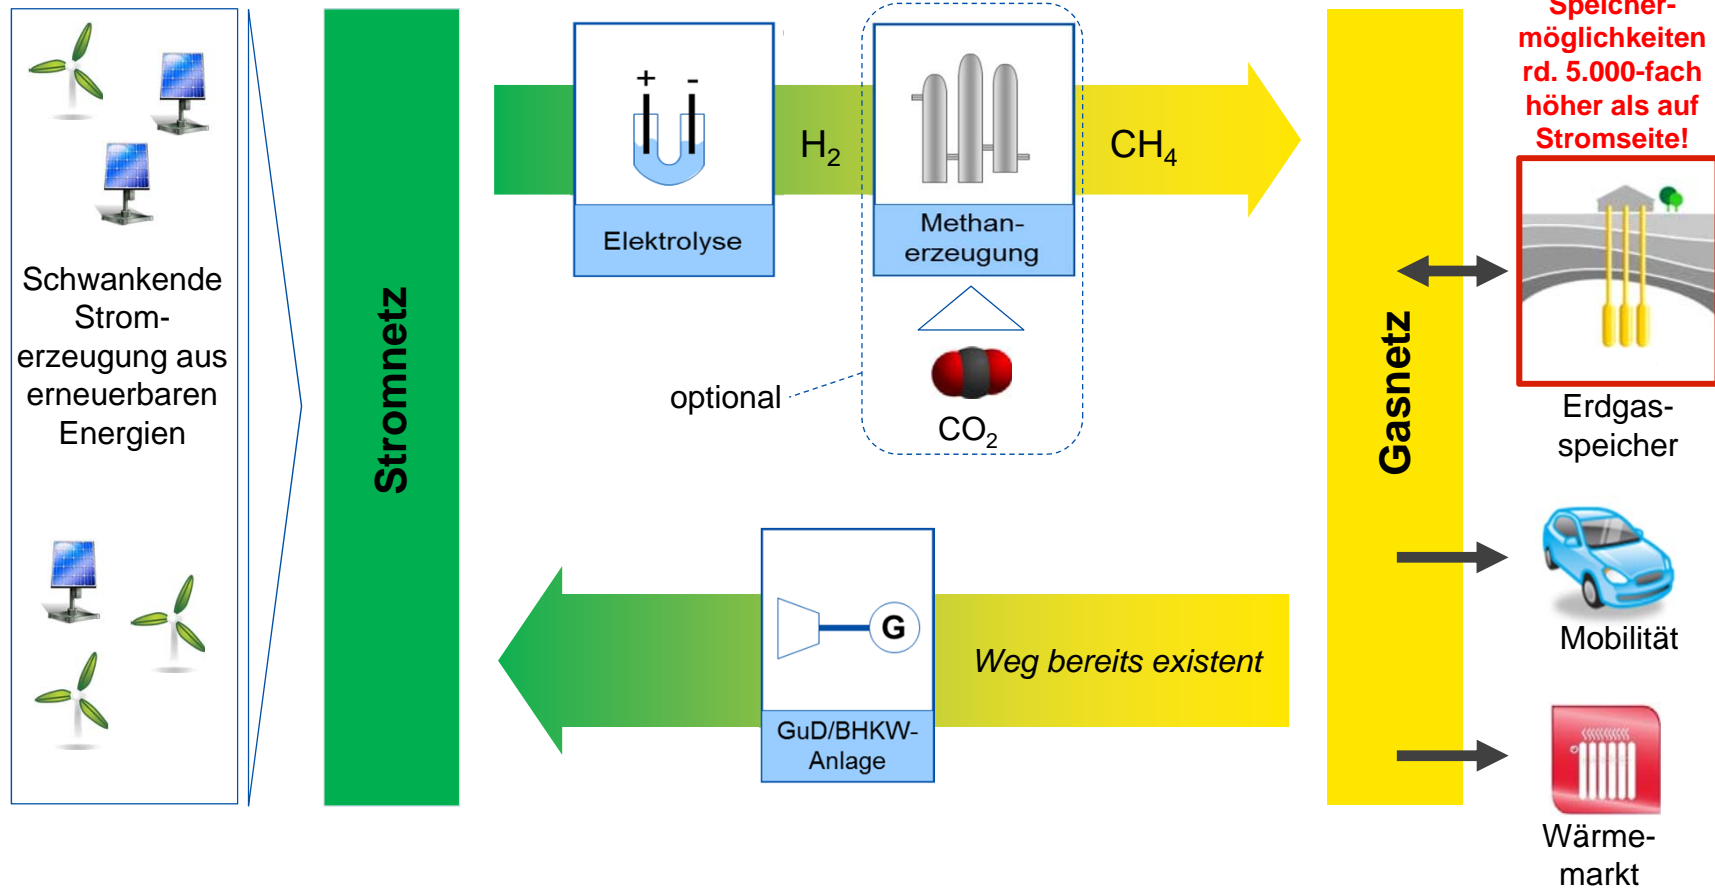 Schwankende
Strom-
erzeugung aus
erneuerbaren
Energien
Stromnetz
+ -
Elektrolyse
H₂
Methan-
erzeugung
CH₄
optional
CO₂
G
GuD/BHKW-
Anlage
Weg bereits existent
Gasnetz
Speicher-
möglichkeiten
rd. 5.000-fach
höher als auf
Stromseite!
Erdgas-
speicher
Mobilität
Wärme-
markt